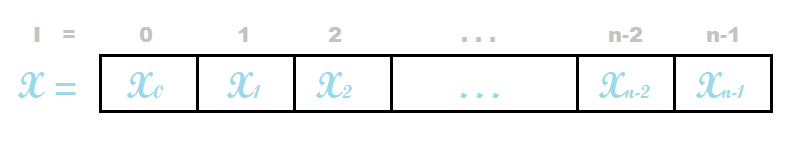 I = 0 1 2 ... n-2 n-1
X = X0 X1 X2 ... Xn-2 Xn-1